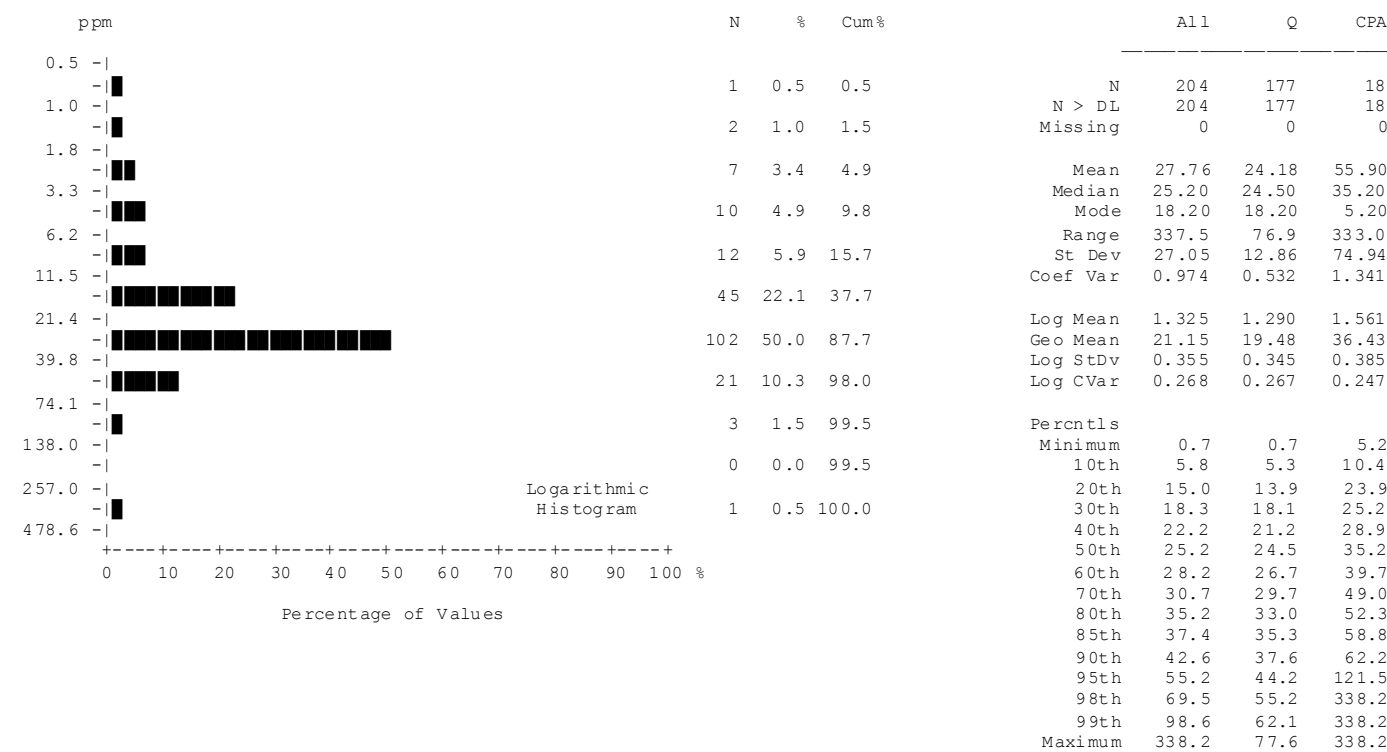 ppm N % Cum% All Q CPA
0.5 -|
-| 1 0.5 0.5 N 204 177 18
1.0 -| N > DL 204 177 18
-| 2 1.0 1.5 Missing 0 0 0
1.8 -|
-| 7 3.4 4.9 Mean 27.76 24.18 55.90
3.3 -| Median 25.20 24.50 35.20
-| 10 4.9 9.8 Mode 18.20 18.20 5.20
6.2 -| Range 337.5 76.9 333.0
-| 12 5.9 15.7 St Dev 27.05 12.86 74.94
11.5 -| Coef Var 0.974 0.532 1.341
-| 45 22.1 37.7
21.4 -| Log Mean 1.325 1.290 1.561
-| 102 50.0 87.7 Geo Mean 21.15 19.48 36.43
39.8 -| Log StDv 0.355 0.345 0.385
-| 21 10.3 98.0 Log CVar 0.268 0.267 0.247
74.1 -|
-| 3 1.5 99.5 Percntls
138.0 -| Minimum 0.7 0.7 5.2
-| 0 0.0 99.5 10th 5.8 5.3 10.4
257.0 -| Logarithmic 20th 15.0 13.9 23.9
-| Histogram 1 0.5 100.0 30th 18.3 18.1 25.2
478.6 -| 40th 22.2 21.2 28.9
+----+----+----+----+----+----+----+----+----+----+ 50th 25.2 24.5 35.2
0 10 20 30 40 50 60 70 80 90 100 % 60th 28.2 26.7 39.7
70th 30.7 29.7 49.0
Percentage of Values 80th 35.2 33.0 52.3
85th 37.4 35.3 58.8
90th 42.6 37.6 62.2
95th 55.2 44.2 121.5
98th 69.5 55.2 338.2
99th 98.6 62.1 338.2
Maximum 338.2 77.6 338.2